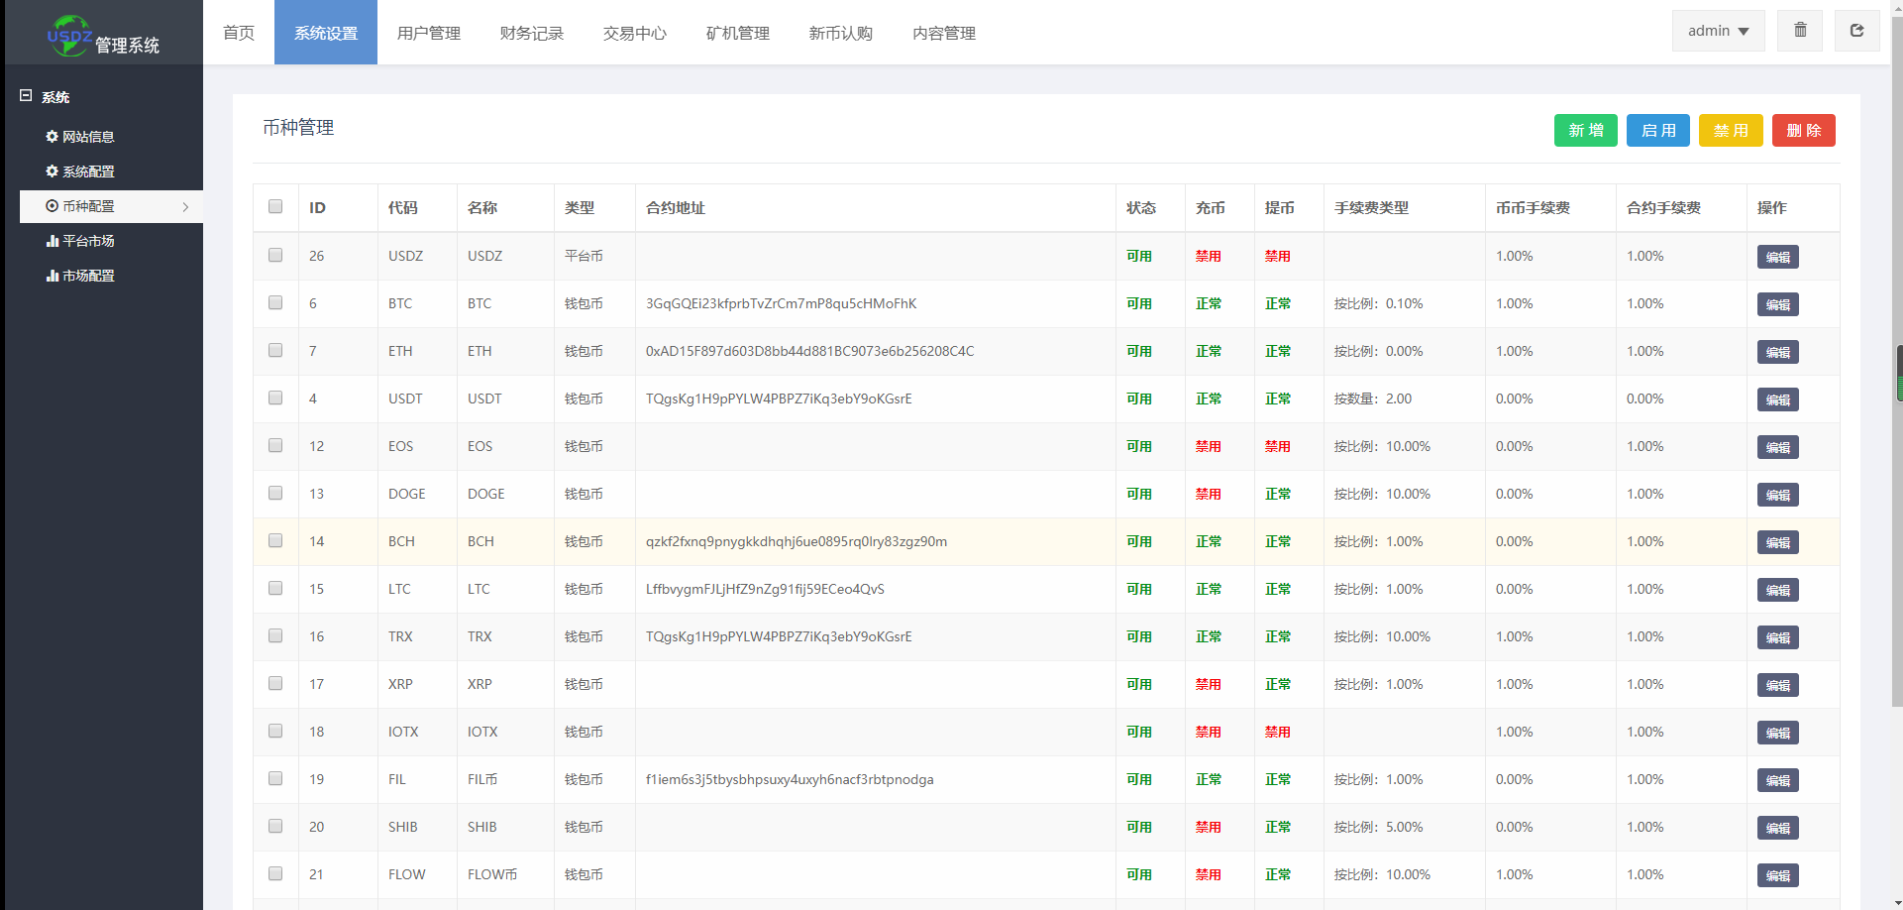 USDZ 管理系统
首页 系统设置 用户管理 财务记录 交易中心 矿机管理 新币认购 内容管理 admin
系统
网站信息
系统配置
币种配置
平台市场
市场配置
币种管理 新增 启用 禁用 删除
ID 代码 名称 类型 合约地址 状态 充币 提币 手续费类型 币币手续费 合约手续费 操作
26 USDZ USDZ 平台币 可用 禁用 禁用 1.00% 1.00% 编辑
6 BTC BTC 钱包币 3GqGQEi23kfprbTvZrCm7mP8qu5cHMoFhK 可用 正常 正常 按比例：0.10% 1.00% 1.00% 编辑
7 ETH ETH 钱包币 0xAD15F897d603D8bb44d881BC9073e6b256208C4C 可用 正常 正常 按比例：0.00% 1.00% 1.00% 编辑
4 USDT USDT 钱包币 TQgsKg1H9pPYLW4PBPZ7iKq3ebY9oKGsrE 可用 正常 正常 按数量：2.00 0.00% 0.00% 编辑
12 EOS EOS 钱包币 可用 禁用 禁用 按比例：10.00% 0.00% 1.00% 编辑
13 DOGE DOGE 钱包币 可用 禁用 正常 按比例：10.00% 0.00% 1.00% 编辑
14 BCH BCH 钱包币 qzkf2fxnq9pnygkkdhqhj6ue0895rq0lry83zgz90m 可用 正常 正常 按比例：1.00% 0.00% 1.00% 编辑
15 LTC LTC 钱包币 LffbvygmFJLjHfZ9nZg91fij59ECeo4QvS 可用 正常 正常 按比例：1.00% 0.00% 1.00% 编辑
16 TRX TRX 钱包币 TQgsKg1H9pPYLW4PBPZ7iKq3ebY9oKGsrE 可用 正常 正常 按比例：10.00% 1.00% 1.00% 编辑
17 XRP XRP 钱包币 可用 禁用 正常 按比例：1.00% 1.00% 1.00% 编辑
18 IOTX IOTX 钱包币 可用 禁用 禁用 1.00% 1.00% 编辑
19 FIL FIL币 钱包币 f1iem6s3j5tbysbhpsuxy4uxyh6nacf3rbtpnodga 可用 正常 正常 按比例：1.00% 0.00% 1.00% 编辑
20 SHIB SHIB 钱包币 可用 禁用 正常 按比例：5.00% 0.00% 1.00% 编辑
21 FLOW FLOW币 钱包币 可用 禁用 正常 按比例：10.00% 1.00% 1.00% 编辑